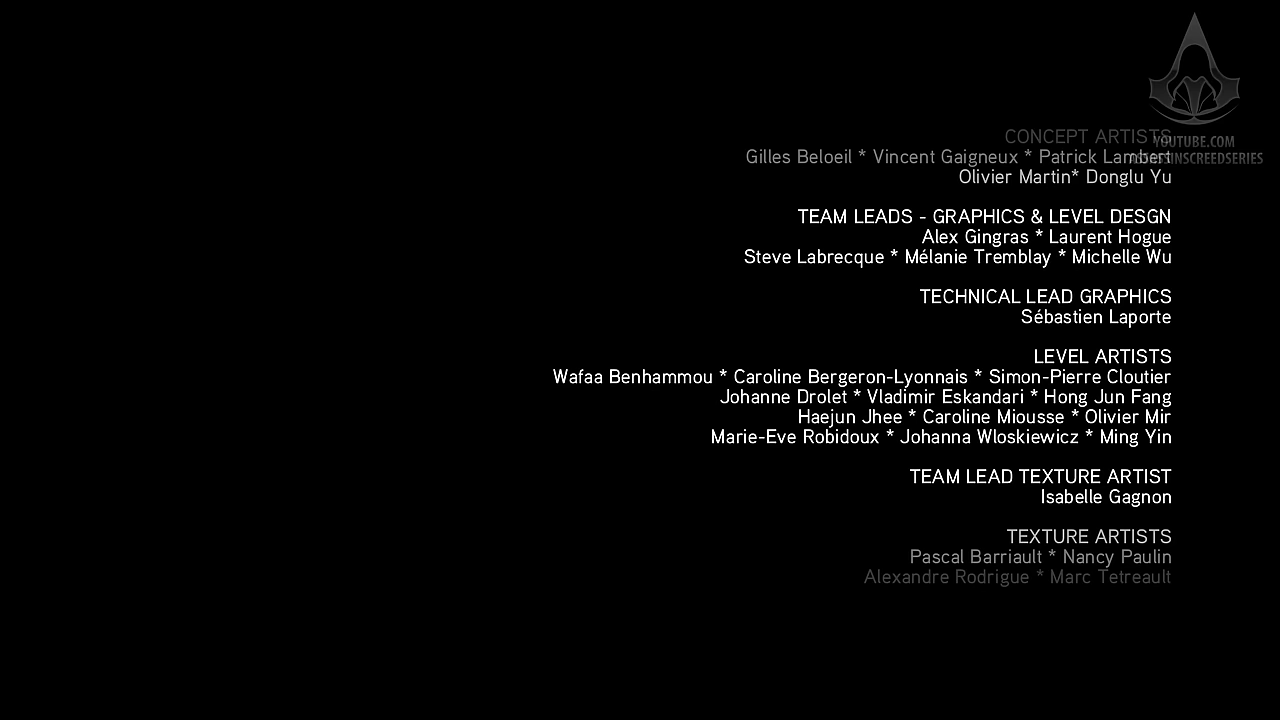 CONCEPT ARTISTS
YOUTUBE.COM
Gilles Beloeil * Vincent Gaigneux * Patrick Lambert
ASSASSINSCREEDSERIES
Olivier Martin* Donglu Yu
TEAM LEADS - GRAPHICS & LEVEL DESGN
Alex Gingras * Laurent Hogue
Steve Labrecque * Mélanie Tremblay * Michelle Wu
TECHNICAL LEAD GRAPHICS
Sébastien Laporte
LEVEL ARTISTS
Wafaa Benhammou * Caroline Bergeron-Lyonnais * Simon-Pierre Cloutier
Johanne Drolet * Vladimir Eskandari * Hong Jun Fang
Haejun Jhee * Caroline Miousse * Olivier Mir
Marie-Eve Robidoux * Johanna Wloskiewicz * Ming Yin
TEAM LEAD TEXTURE ARTIST
Isabelle Gagnon
TEXTURE ARTISTS
Pascal Barriault * Nancy Paulin
Alexandre Rodrigue * Marc Tetreault